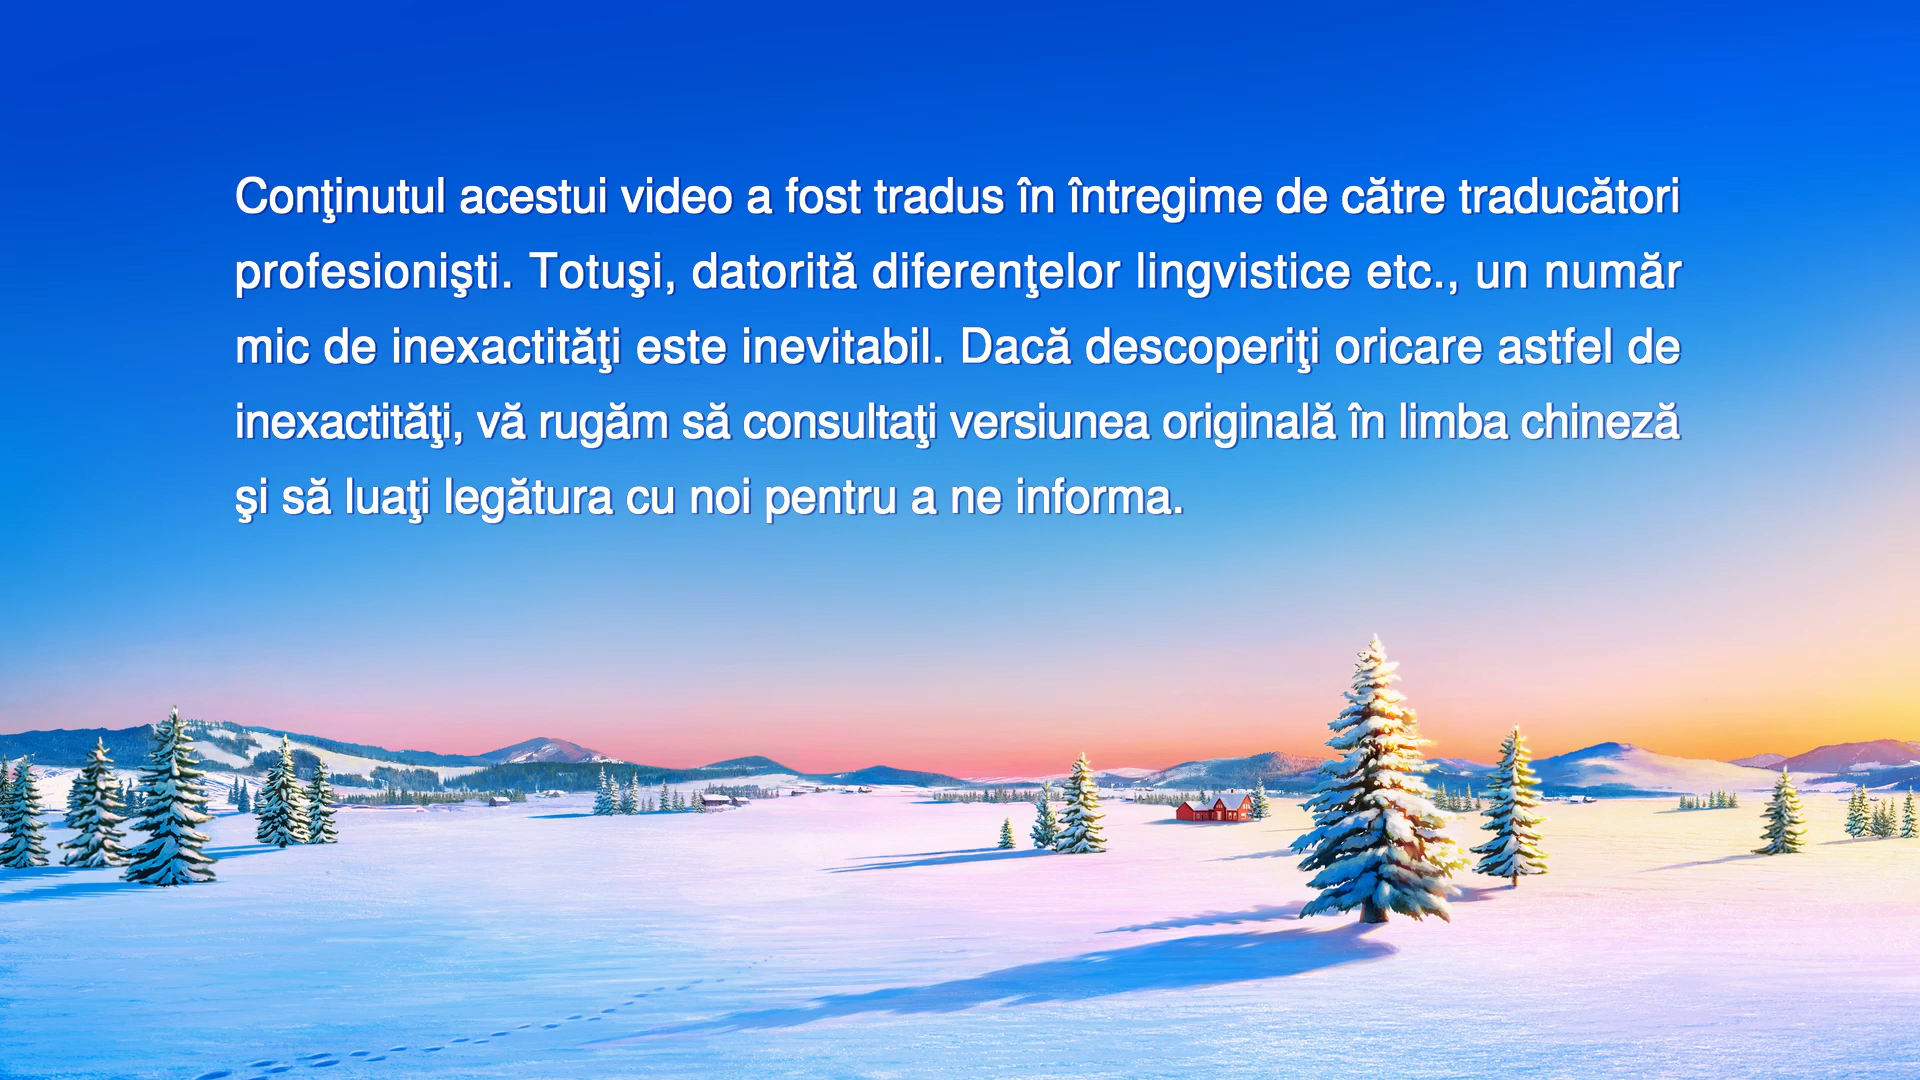 Conţinutul acestui video a fost tradus în întregime de către traducători
profesionişti. Totuşi, datorită diferenţelor lingvistice etc., un număr
mic de inexactităţi este inevitabil. Dacă descoperiţi oricare astfel de
inexactităţi, vă rugăm să consultaţi versiunea originală în limba chineză
şi să luaţi legătura cu noi pentru a ne informa.